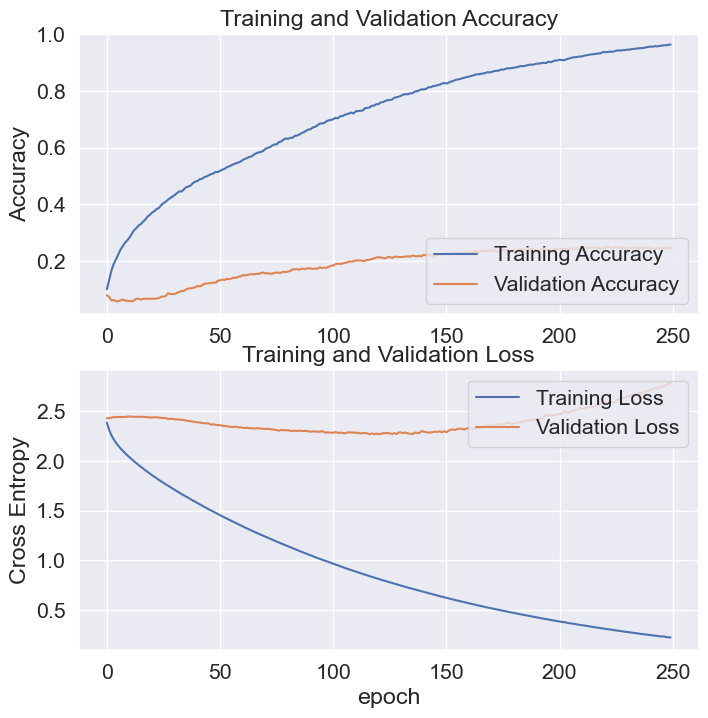 Training and Validation Accuracy
1.0
0.8
0.6
0.4
0.2
Accuracy
Training Accuracy
Validation Accuracy
0 50 100 150 200 250
Training and Validation Loss
2.5
2.0
1.5
1.0
0.5
Cross Entropy
Training Loss
Validation Loss
0 50 100 150 200 250
epoch